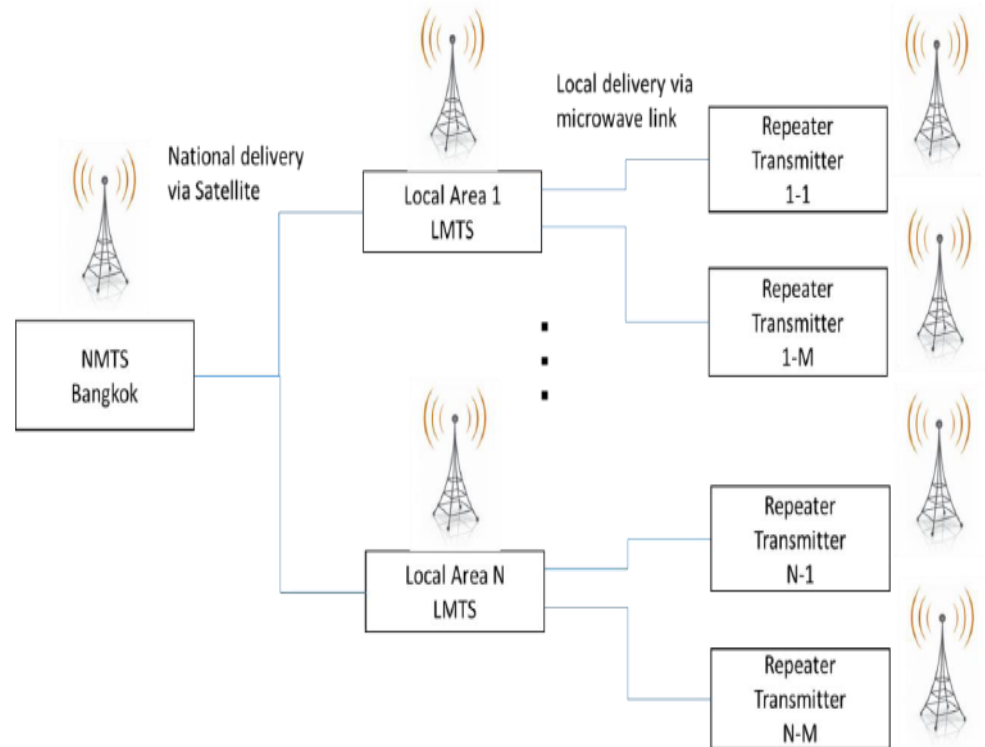 National delivery
via Satellite
NMTS
Bangkok
Local Area 1
LMTS
Local delivery via
microwave link
Repeater
Transmitter
1-1
Repeater
Transmitter
1-M
Local Area N
LMTS
Repeater
Transmitter
N-1
Repeater
Transmitter
N-M